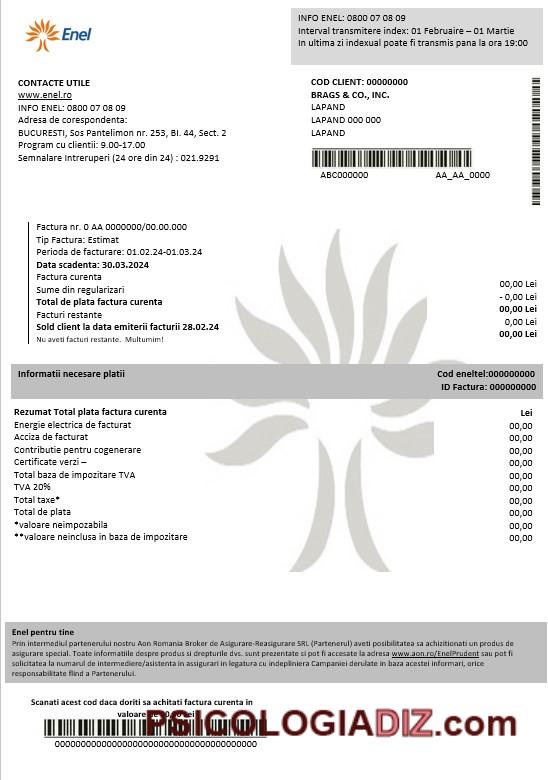 Enel
INFO ENEL: 0800 07 08 09
Interval transmitere index: 01 Februaire – 01 Martie
In ultima zi indexual poate fi transmis pana la ora 19:00
CONTACTE UTILE
www.enel.ro
INFO ENEL: 0800 07 08 09
Adresa de corespondenta:
BUCURESTI, Sos Pantelimon nr. 253, BI. 44, Sect. 2
Program cu clientii: 9.00-17.00
Semnalare Intreruperi (24 ore din 24) : 021.9291
COD CLIENT: 00000000
BRAGS & CO., INC.
LAPAND
LAPAND 000 000
LAPAND
ABC000000 AA_AA_0000
Factura nr. 0 AA 0000000/00.00.000
Tip Factura: Estimat
Perioda de facturare: 01.02.24-01.03.24
Data scadenta: 30.03.2024
Factura curenta 00,00 Lei
Sume din regularizari - 0,00 Lei
Total de plata factura curenta 00,00 Lei
Facturi restante 0,00 Lei
Sold client la data emiterii facturii 28.02.24 00,00 Lei
Nu aveti facturi restante. Multumim!
Informatii necesare platii Cod eneltel:000000000
ID Factura: 000000000
Rezumat Total plata factura curenta Lei
Energie electrica de facturat 00,00
Acciza de facturat 00,00
Contributie pentru cogenerare 00,00
Certificate verzi – 00,00
Total baza de impozitare TVA 00,00
TVA 20% 00,00
Total taxe* 00,00
Total de plata 00,00
*valoare neimpozabila 00,00
**valoare neinclusa in baza de impozitare 00,00
Enel pentru tine
Prin intermediul partenerului nostru Aon Romania Broker de Asigurare-Reasigurare SRL (Partenerul) aveti posibilitatea sa achizitionati un produs de
asigurare special. Toate informatiile despre produs si drepturile dvs. sunt prezentate si pot fi accesate la adresa www.aon.ro/EnelPrudent sau pot fi
solicitatea la numarul de intermediere/asistenta in asigurari in legatura cu indepliniera Campaniei derulate in baza acestei informari, orice
responsabilitate fiind a Partenerului.
Scanati acest cod daca doriti sa achitati factura curenta in
PSICOLOGIADIZ.com